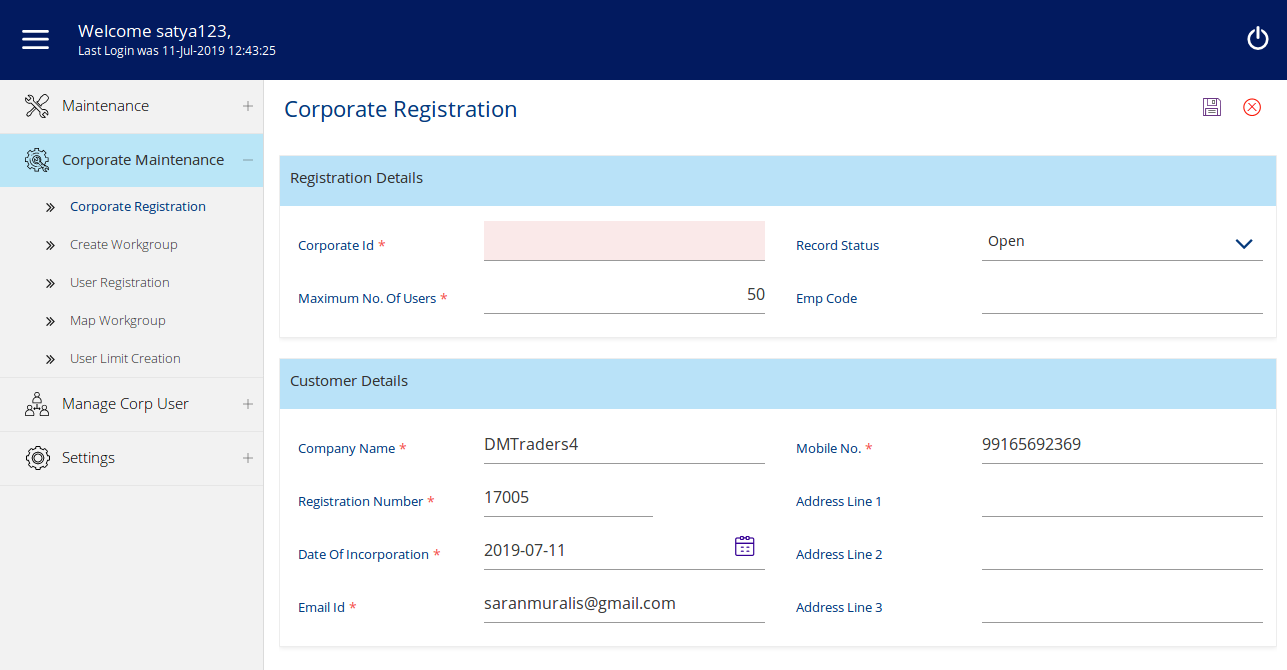 Welcome satya123,
Last Login was 11-Jul-2019 12:43:25
Maintenance +
Corporate Maintenance −
Corporate Registration
Create Workgroup
User Registration
Map Workgroup
User Limit Creation
Manage Corp User +
Settings +
Corporate Registration
Registration Details
Corporate Id *
Record Status Open
Maximum No. Of Users * 50
Emp Code
Customer Details
Company Name * DMTraders4
Mobile No. * 99165692369
Registration Number * 17005
Address Line 1
Date Of Incorporation * 2019-07-11
Address Line 2
Email Id * saranmuralis@gmail.com
Address Line 3